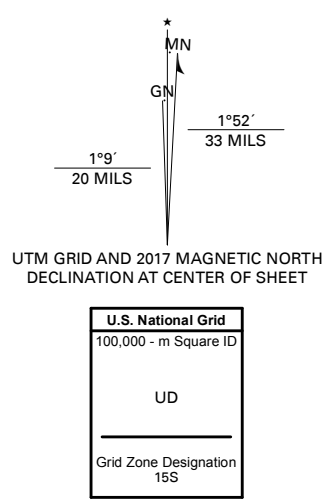 ★
MN
GN
1°52´
33 MILS
1°9´
20 MILS
UTM GRID AND 2017 MAGNETIC NORTH
DECLINATION AT CENTER OF SHEET
U.S. National Grid
100,000 - m Square ID
UD
Grid Zone Designation
15S